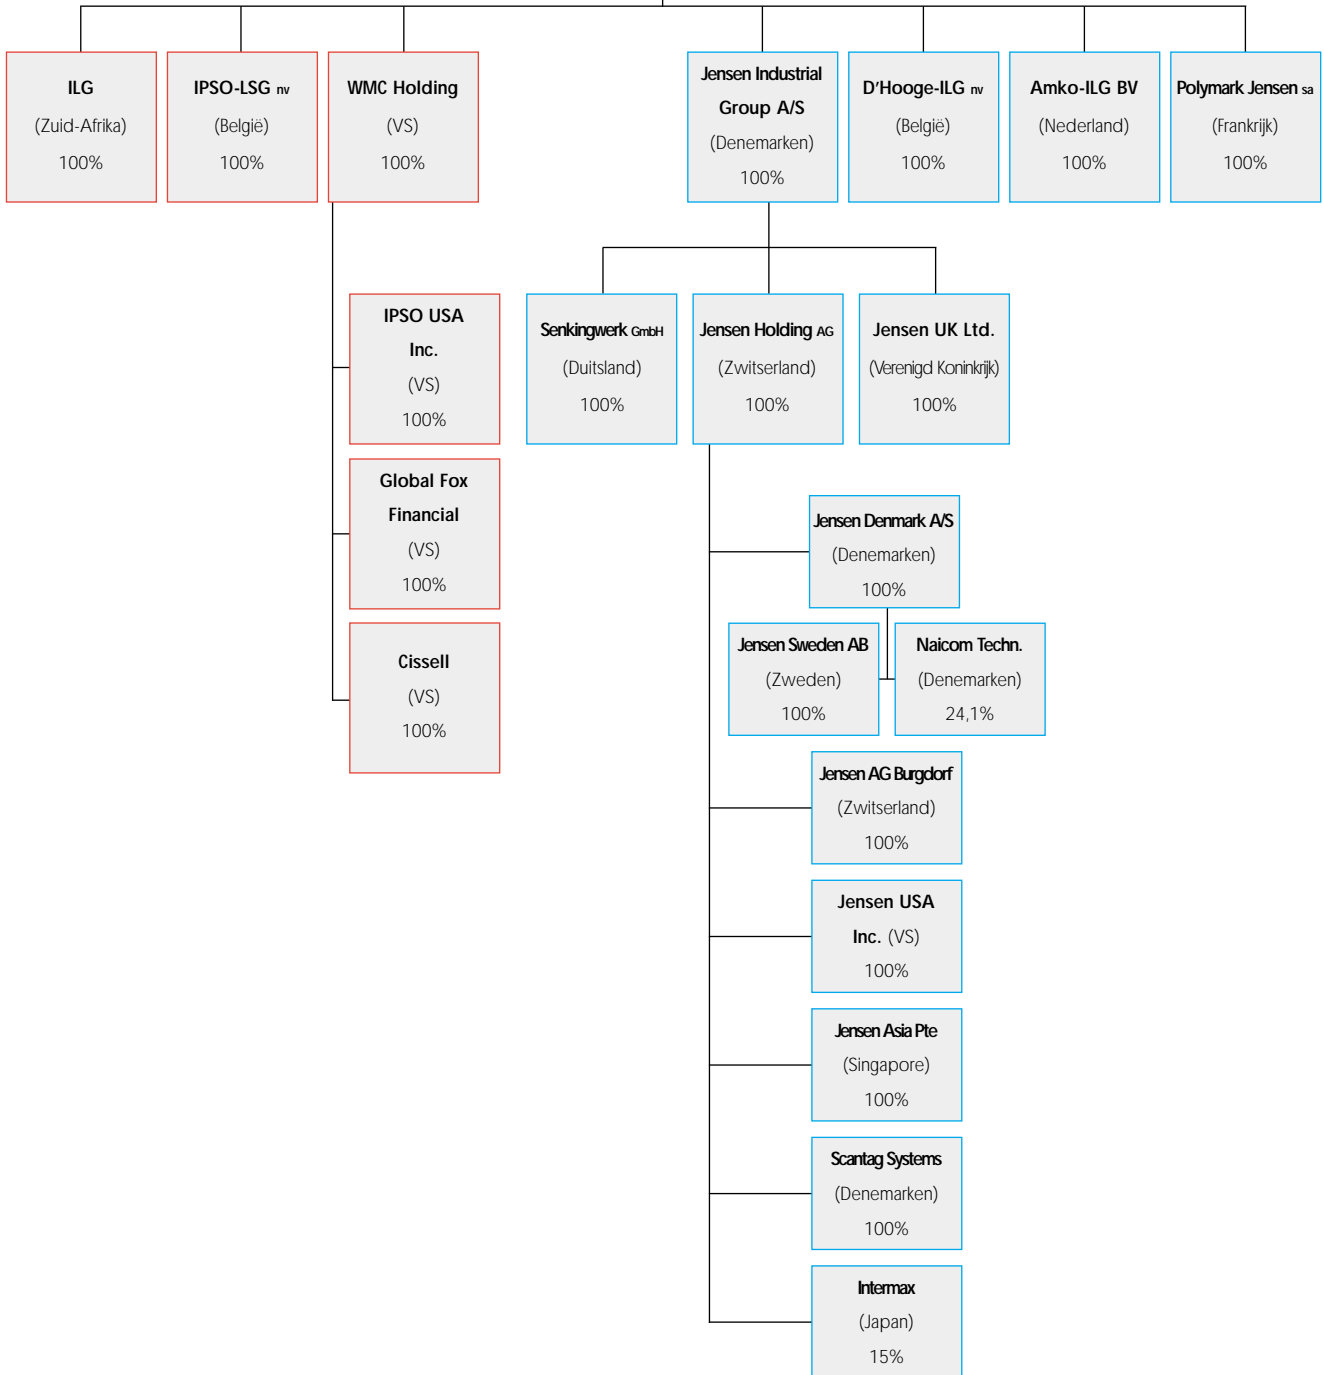 ILG
(Zuid-Afrika)
100%
IPSO-LSG nv
(België)
100%
WMC Holding
(VS)
100%
Jensen Industrial
Group A/S
(Denemarken)
100%
D'Hooge-ILG nv
(België)
100%
Amko-ILG BV
(Nederland)
100%
Polymark Jensen sa
(Frankrijk)
100%
IPSO USA
Inc.
(VS)
100%
Global Fox
Financial
(VS)
100%
Cissell
(VS)
100%
Senkingwerk GmbH
(Duitsland)
100%
Jensen Holding AG
(Zwitserland)
100%
Jensen UK Ltd.
(Verenigd Koninkrijk)
100%
Jensen Denmark A/S
(Denemarken)
100%
Jensen Sweden AB
(Zweden)
100%
Naicom Techn.
(Denemarken)
24,1%
Jensen AG Burgdorf
(Zwitserland)
100%
Jensen USA
Inc. (VS)
100%
Jensen Asia Pte
(Singapore)
100%
Scantag Systems
(Denemarken)
100%
Intermax
(Japan)
15%